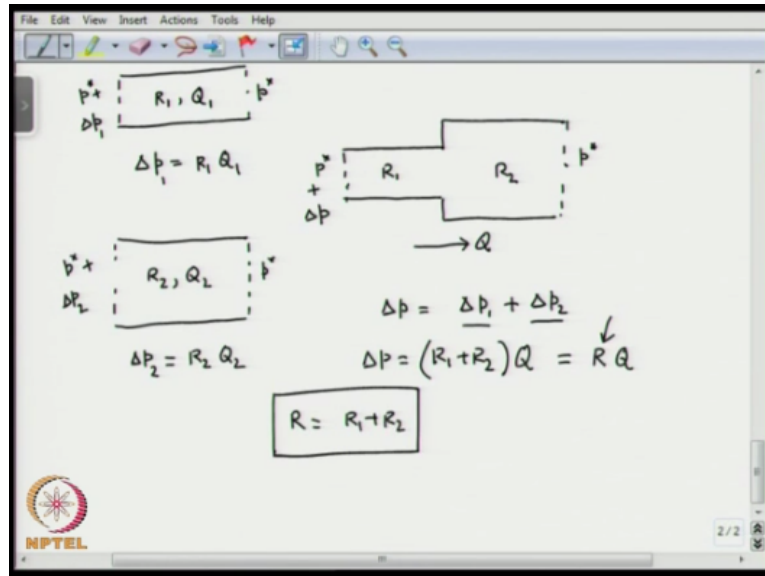 File Edit View Insert Actions Tools Help
p* + Δp₁
R₁, Q₁
p*
Δp₁ = R₁ Q₁
p* + Δp
R₁
R₂
p*
→ Q
p* + Δp₂
R₂, Q₂
p*
Δp₂ = R₂ Q₂
Δp = Δp₁ + Δp₂
Δp = (R₁+R₂)Q = RQ
R = R₁+R₂
NPTEL
2/2